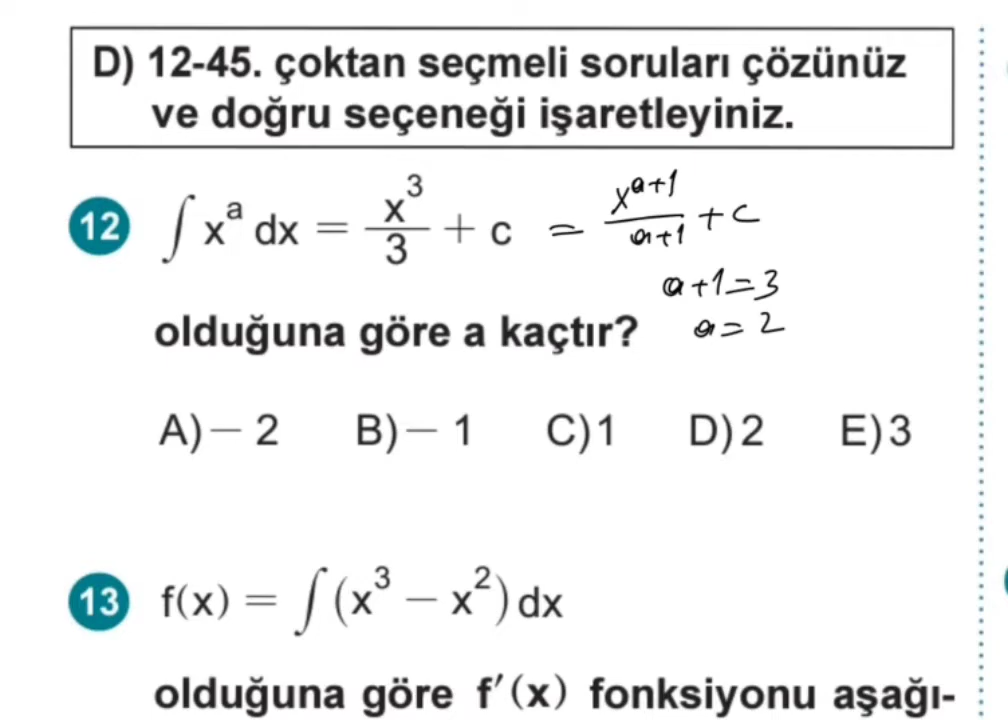 D) 12-45. çoktan seçmeli soruları çözünüz
ve doğru seçeneği işaretleyiniz.
12 ∫ x^a dx = x^3/3 + c = x^(a+1)/(a+1) + c
a+1=3
olduğuna göre a kaçtır? a=2
A) – 2 B) – 1 C) 1 D) 2 E) 3
13 f(x) = ∫ (x^3 – x^2) dx
olduğuna göre f′(x) fonksiyonu aşağı-